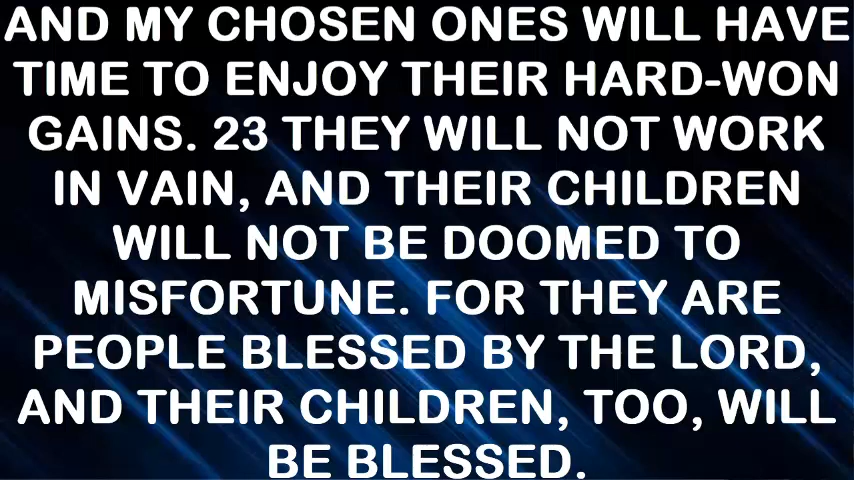 AND MY CHOSEN ONES WILL HAVE
TIME TO ENJOY THEIR HARD-WON
GAINS. 23 THEY WILL NOT WORK
IN VAIN, AND THEIR CHILDREN
WILL NOT BE DOOMED TO
MISFORTUNE. FOR THEY ARE
PEOPLE BLESSED BY THE LORD,
AND THEIR CHILDREN, TOO, WILL
BE BLESSED.